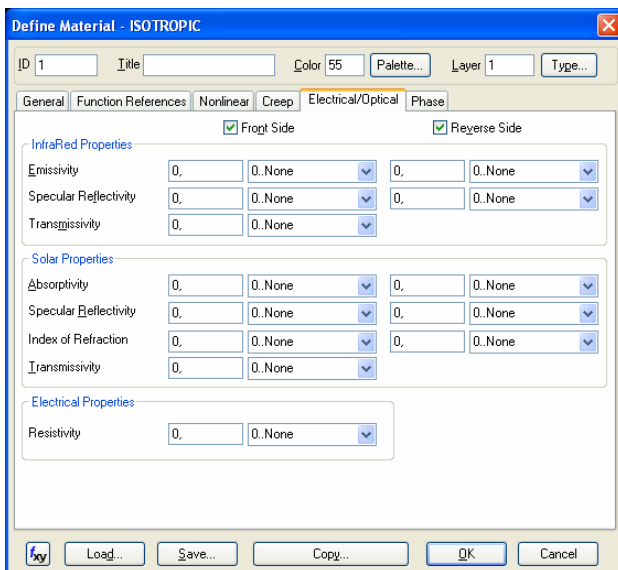 Define Material - ISOTROPIC
ID 1 Title Color 55 Palette... Layer 1 Type...
General Function References Nonlinear Creep Electrical/Optical Phase
Front Side Reverse Side
InfraRed Properties
Emissivity 0, 0..None 0, 0..None
Specular Reflectivity 0, 0..None 0, 0..None
Transmissivity 0, 0..None
Solar Properties
Absorptivity 0, 0..None 0, 0..None
Specular Reflectivity 0, 0..None 0, 0..None
Index of Refraction 0, 0..None 0, 0..None
Transmissivity 0, 0..None
Electrical Properties
Resistivity 0, 0..None
fxy Load... Save... Copy... OK Cancel